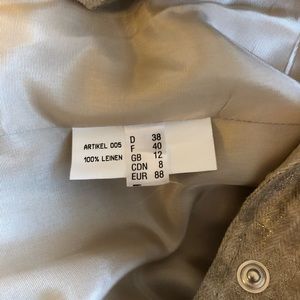 ARTIKEL 005
100% LEINEN
D 38
F 40
GB 12
CDN 8
EUR 88